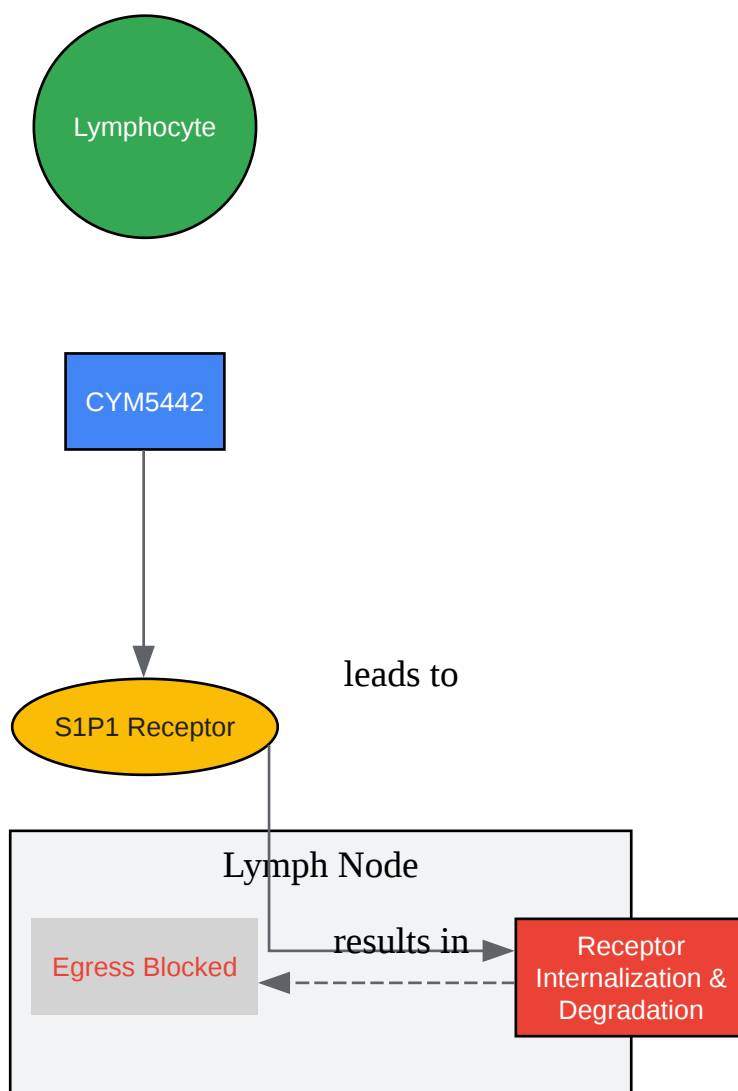 Lymphocyte
CYM5442
leads to
S1P1 Receptor
Lymph Node
results in
Egress Blocked
Receptor
Internalization &
Degradation